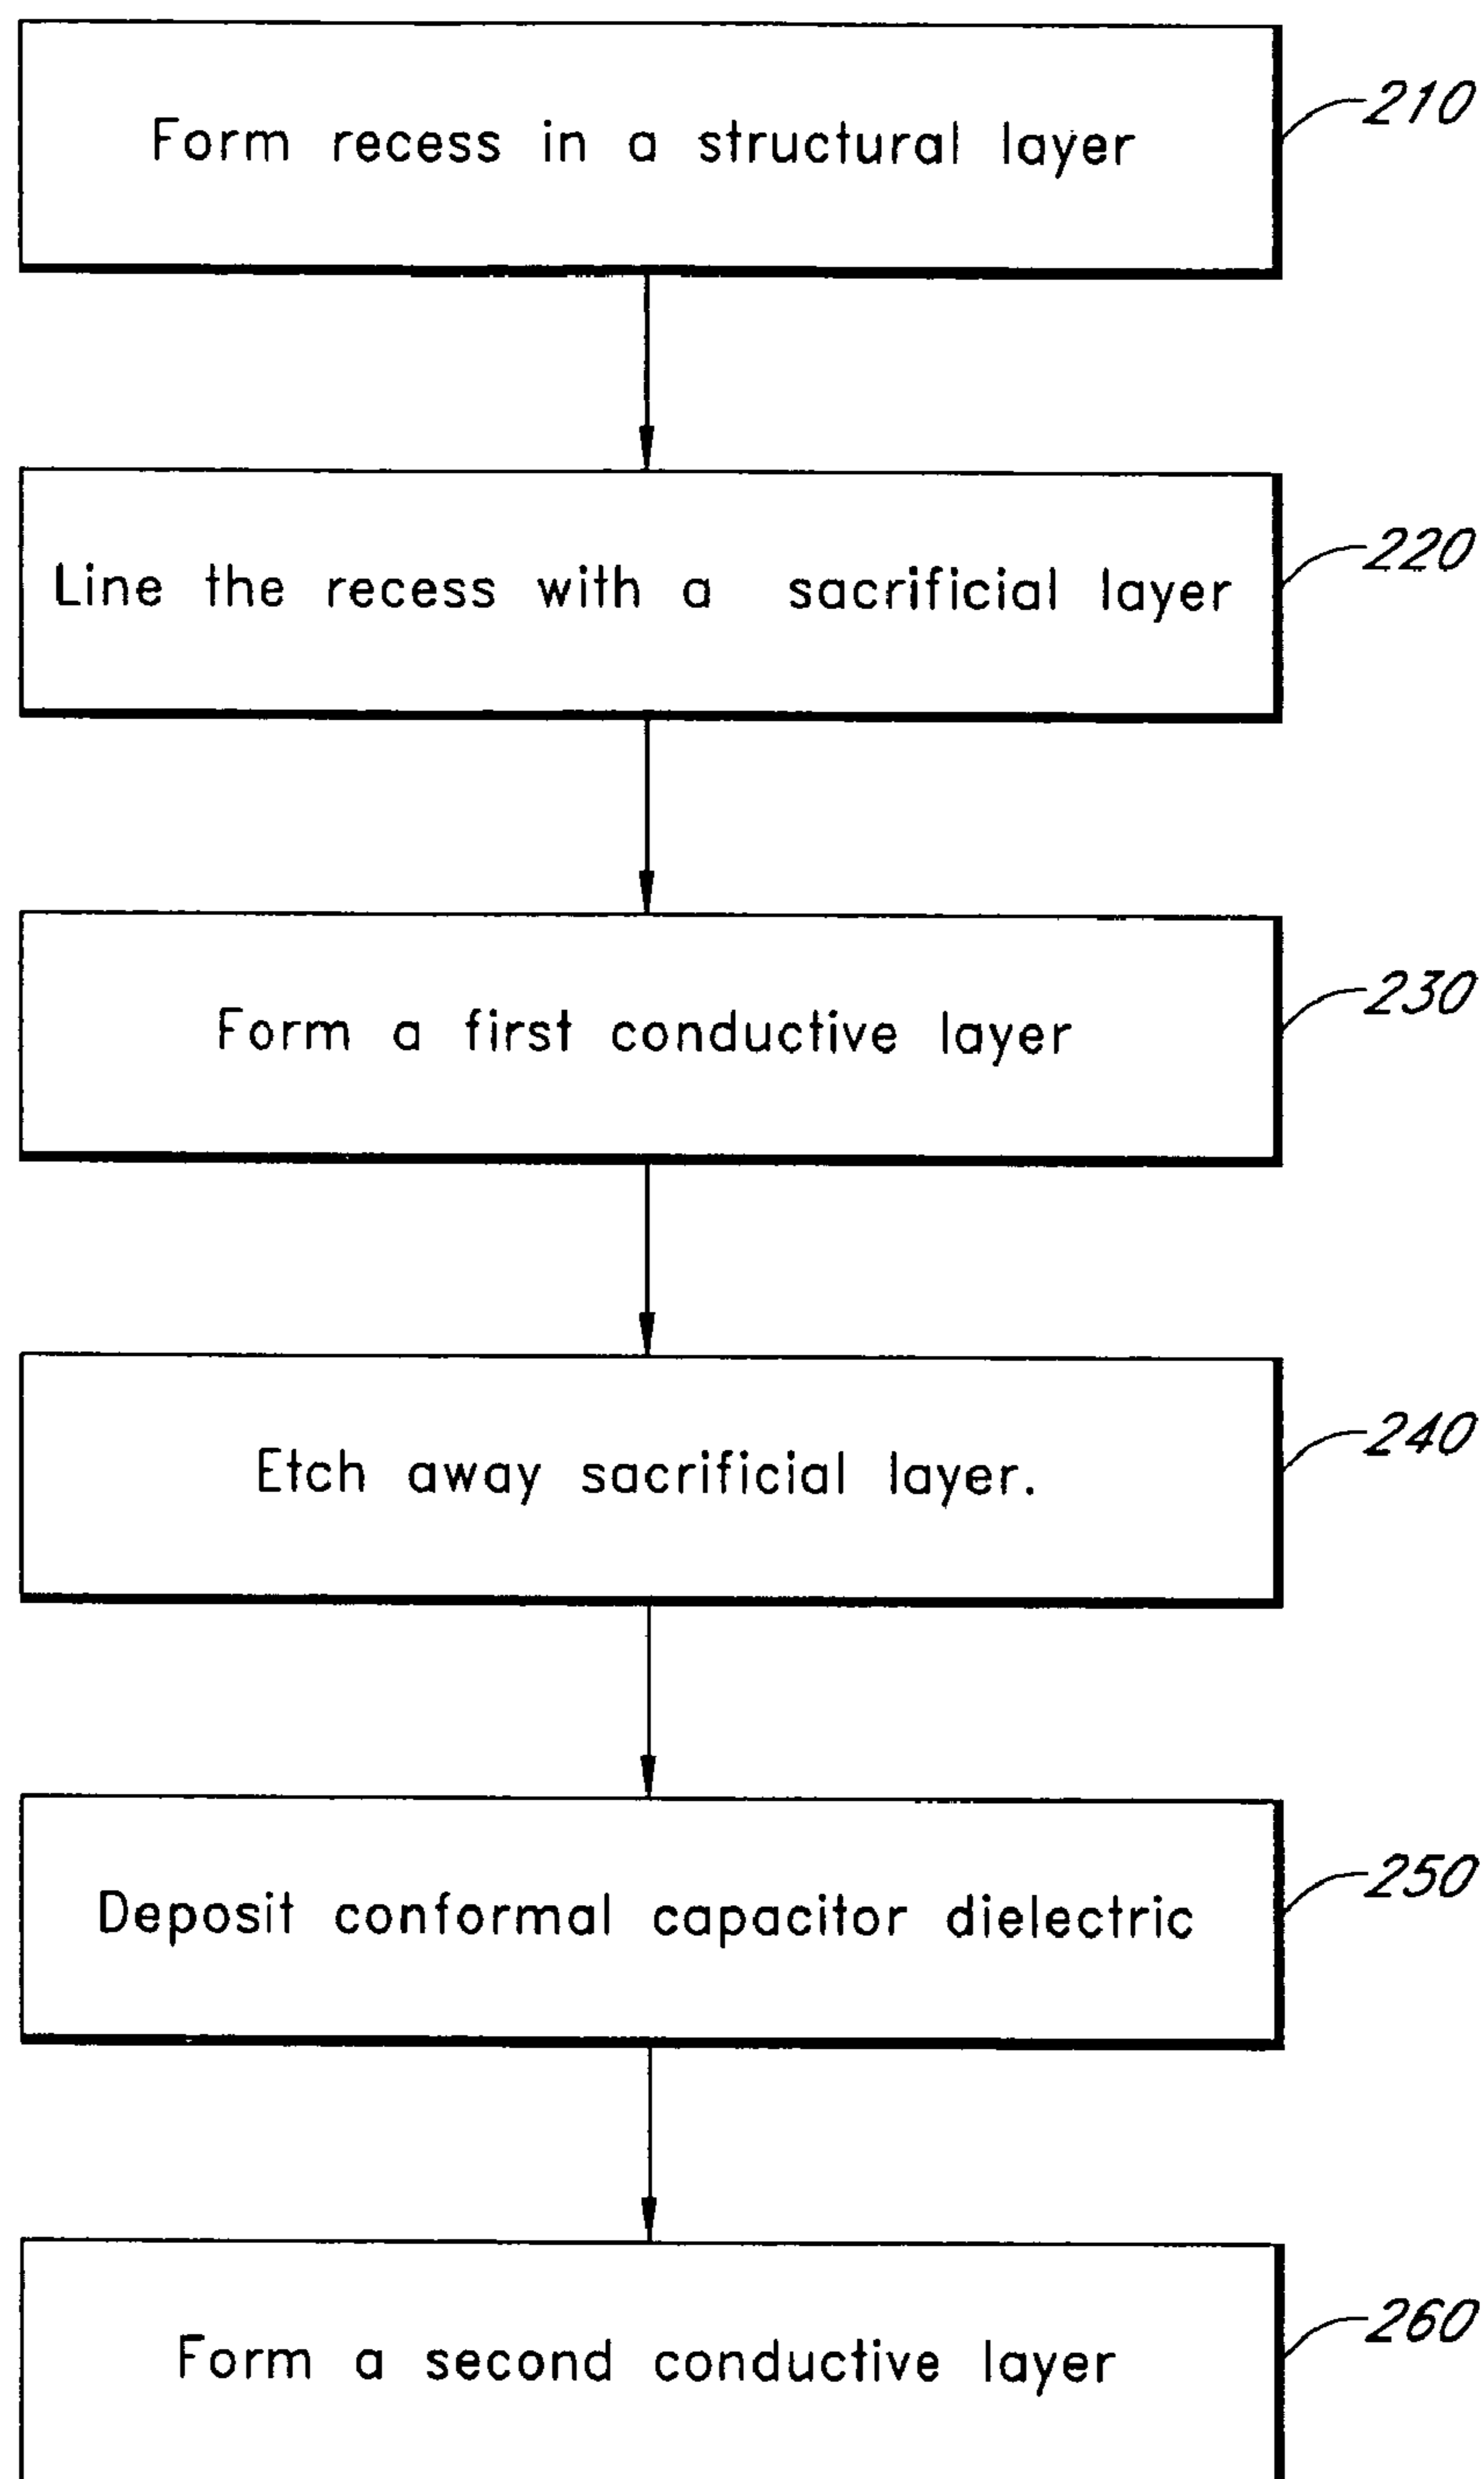 Form recess in a structural layer
210
Line the recess with a sacrificial layer
220
Form a first conductive layer
230
Etch away sacrificial layer.
240
Deposit conformal capacitor dielectric
250
Form a second conductive layer
260